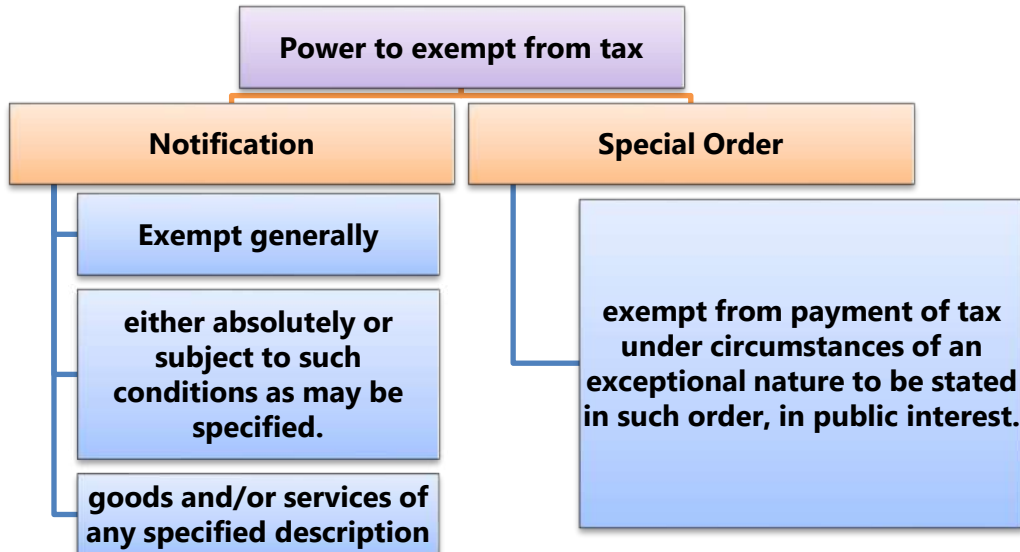 Power to exempt from tax
Notification
Special Order
Exempt generally
either absolutely or
subject to such
conditions as may be
specified.
goods and/or services of
any specified description
exempt from payment of tax
under circumstances of an
exceptional nature to be stated
in such order, in public interest.